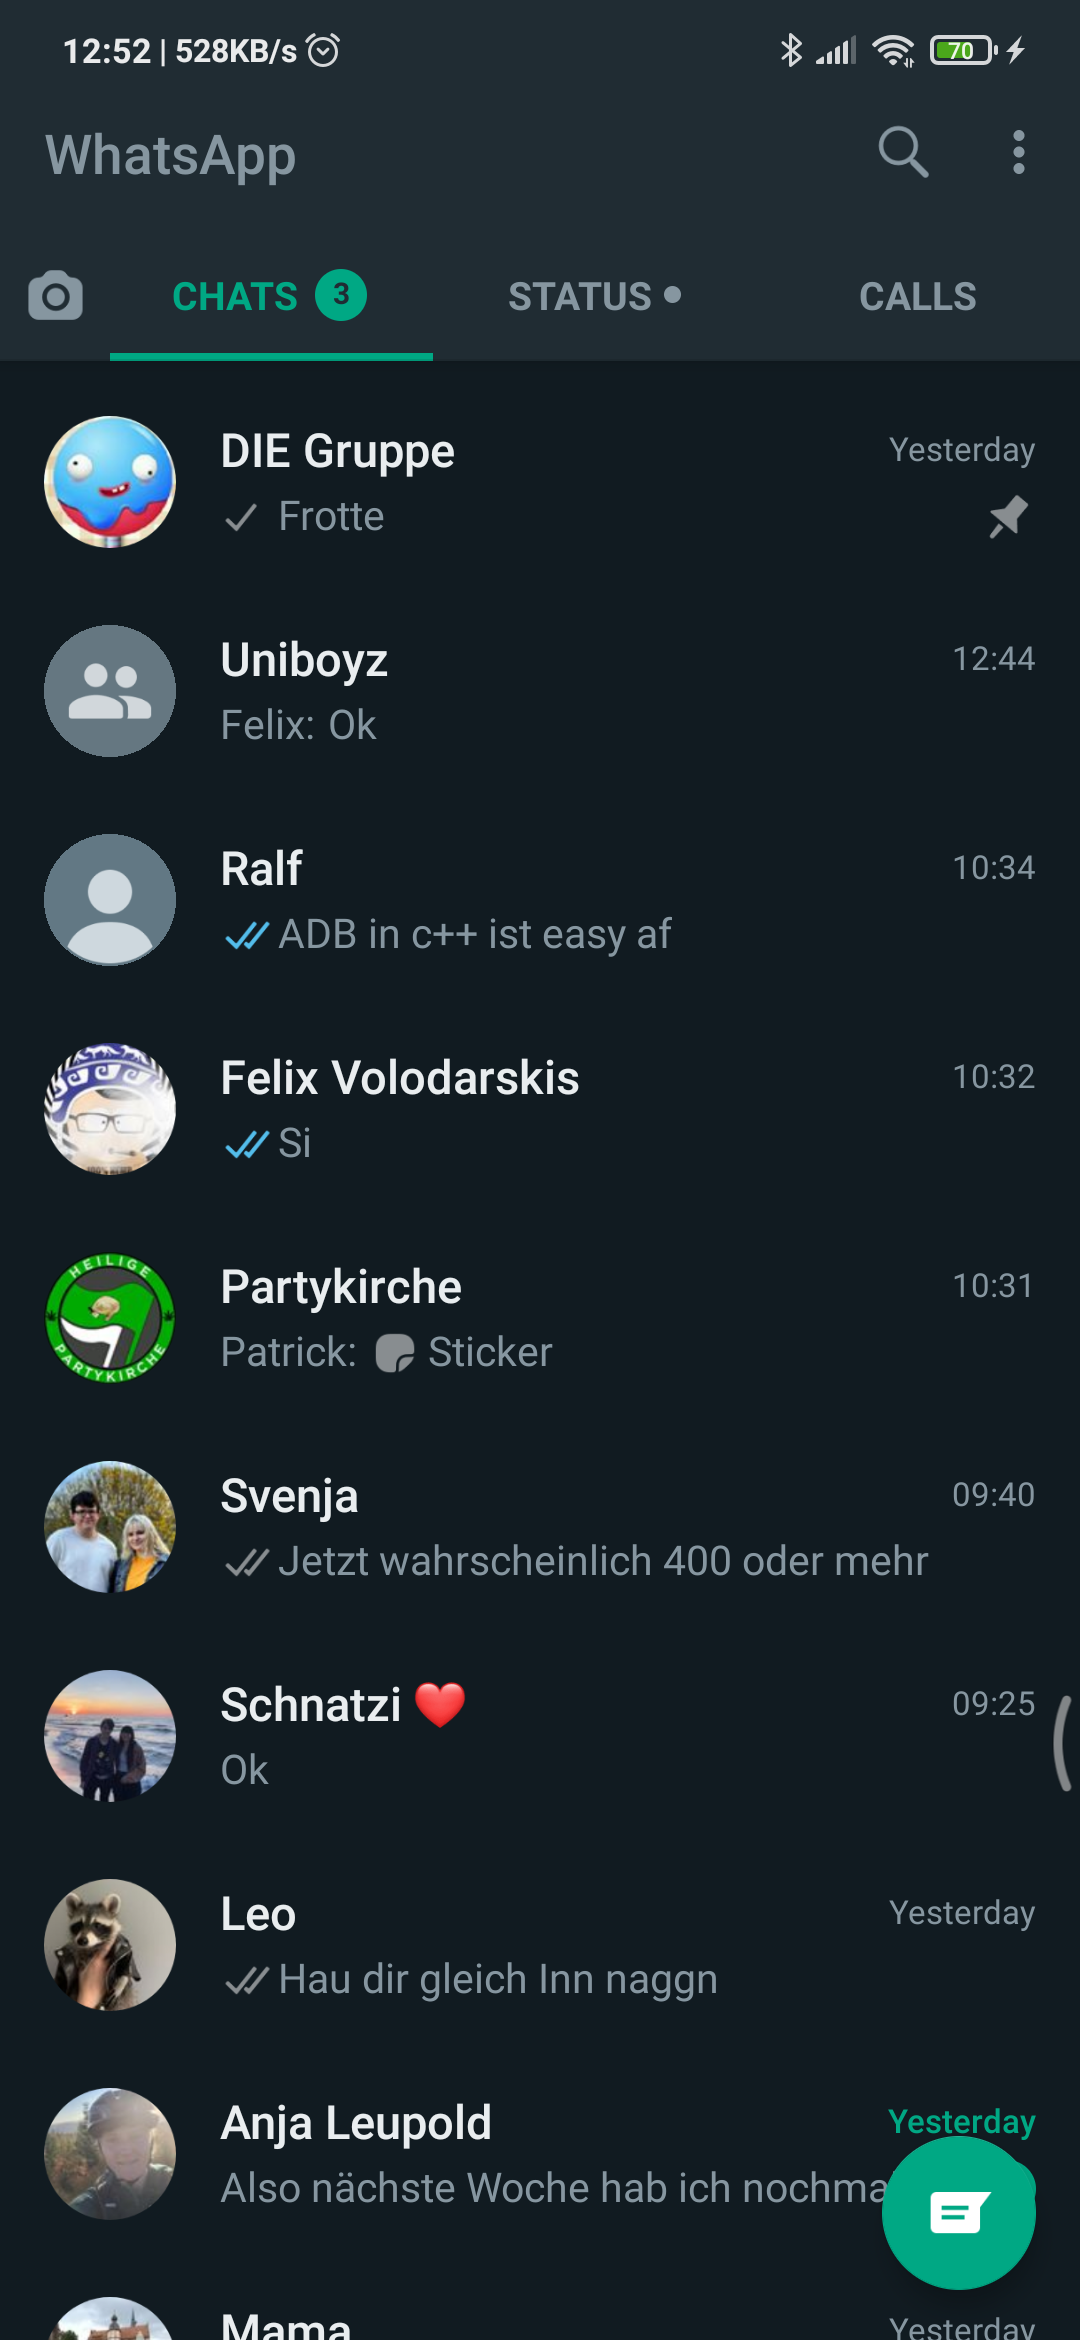 12:52 | 528KB/s
70
WhatsApp
CHATS 3 STATUS CALLS
DIE Gruppe Yesterday
Frotte
Uniboyz 12:44
Felix: Ok
Ralf 10:34
ADB in c++ ist easy af
Felix Volodarskis 10:32
Si
HEILIGE
PARTYKIRCHE
Partykirche 10:31
Patrick: Sticker
Svenja 09:40
Jetzt wahrscheinlich 400 oder mehr
Schnatzi ❤️ 09:25
Ok
Leo Yesterday
Hau dir gleich Inn naggn
Anja Leupold Yesterday
Also nächste Woche hab ich nochma
Mama Yesterday